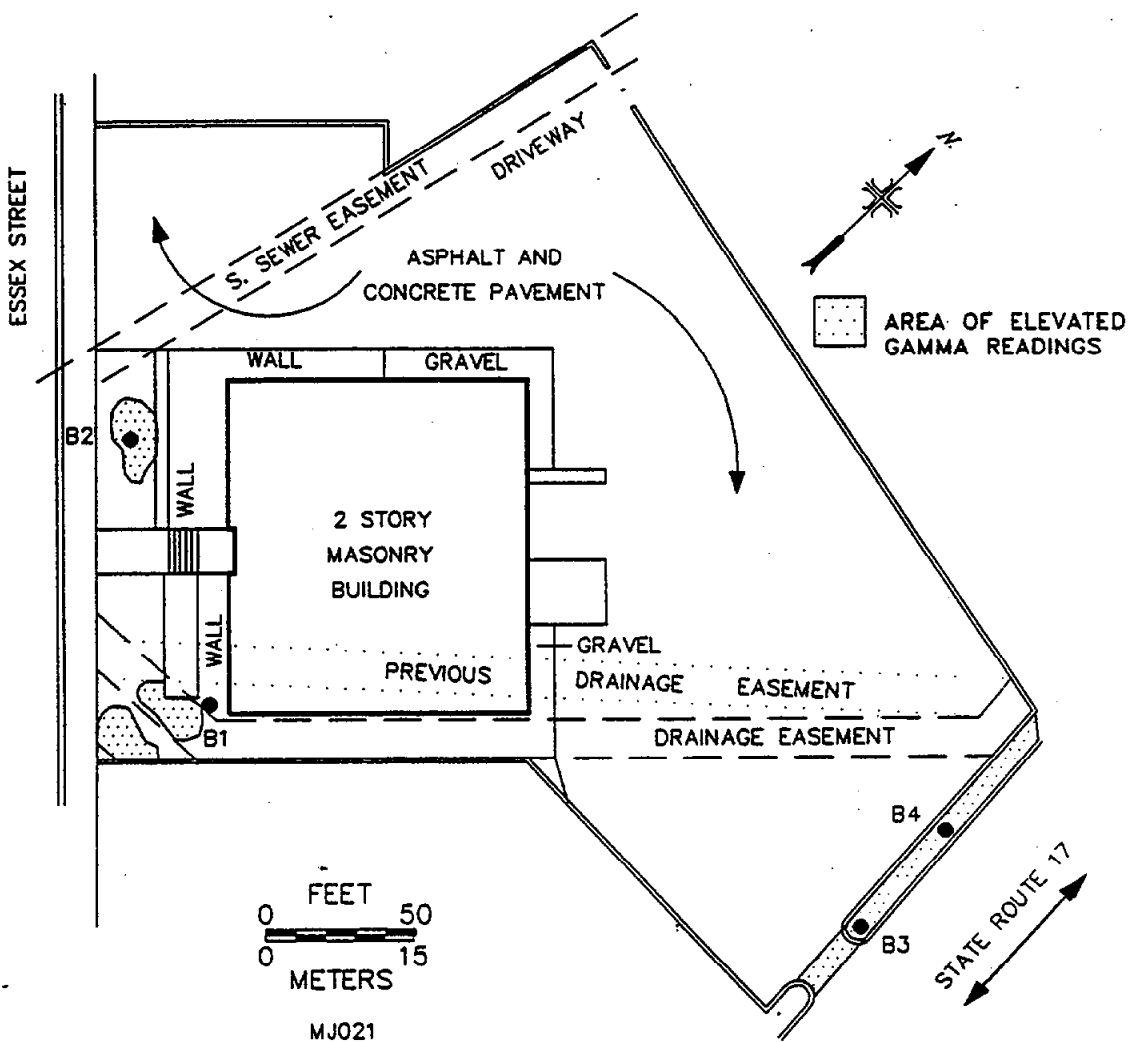 ESSEX STREET
S. SEWER EASEMENT
DRIVEWAY
N
ASPHALT AND
CONCRETE PAVEMENT
AREA OF ELEVATED
GAMMA READINGS
WALL
GRAVEL
B2
WALL
2 STORY
MASONRY
BUILDING
WALL
GRAVEL
PREVIOUS DRAINAGE EASEMENT
B1
DRAINAGE EASEMENT
B4
B3
STATE ROUTE 17
FEET
0 50
0 15
METERS
MJ021